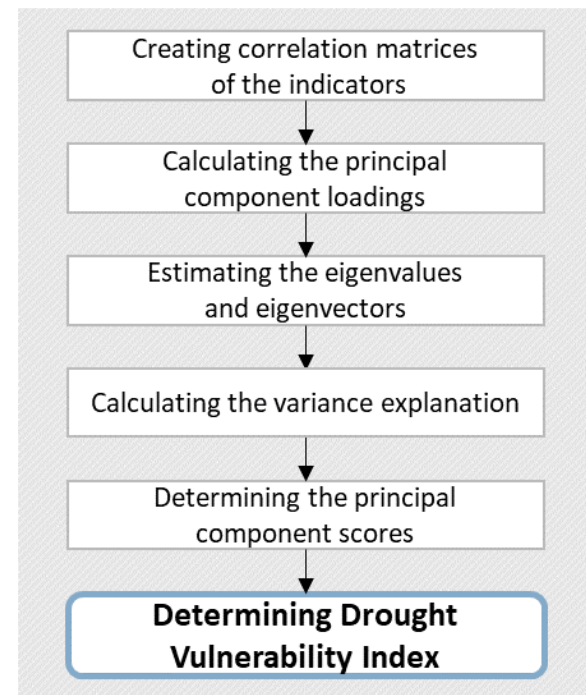 Creating correlation matrices
of the indicators
Calculating the principal
component loadings
Estimating the eigenvalues
and eigenvectors
Calculating the variance explanation
Determining the principal
component scores
Determining Drought
Vulnerability Index